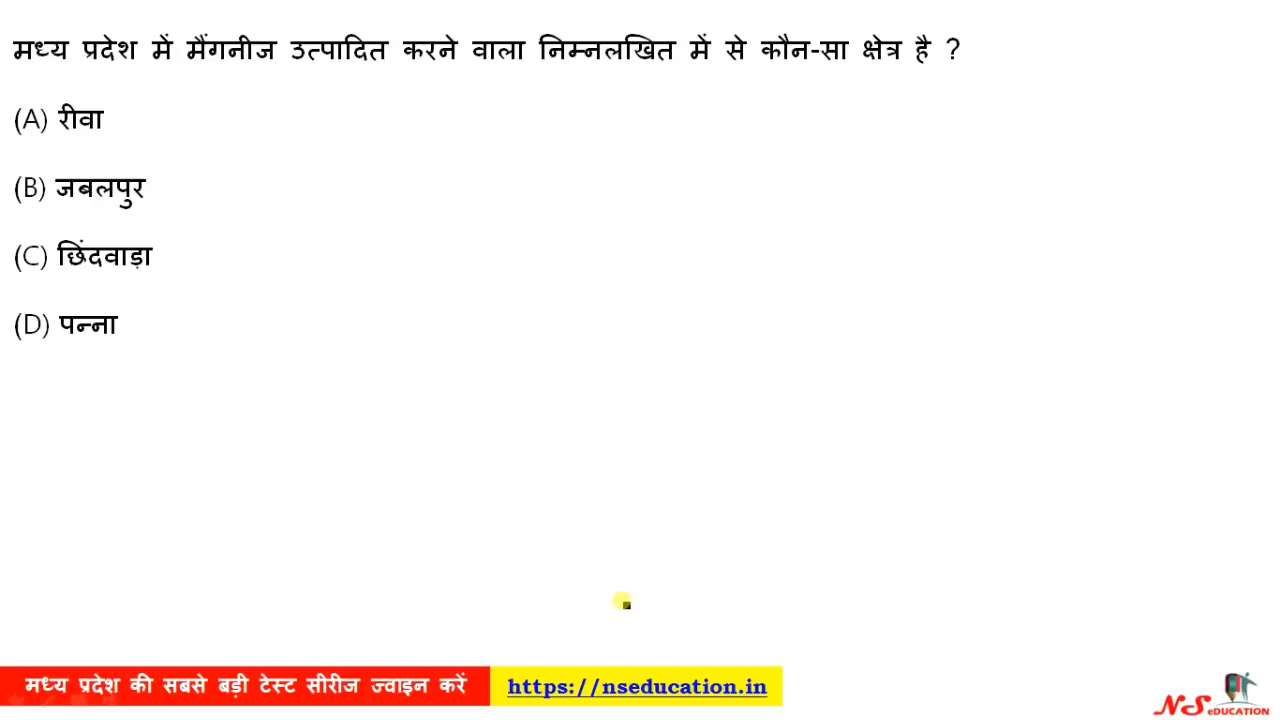 मध्य प्रदेश में मैंगनीज उत्पादित करने वाला निम्नलखित में से कौन-सा क्षेत्र है ?
(A) रीवा
(B) जबलपुर
(C) छिंदवाड़ा
(D) पन्ना
मध्य प्रदेश की सबसे बड़ी टेस्ट सीरीज ज्वाइन करें https://nseducation.in
NS eDUCATION